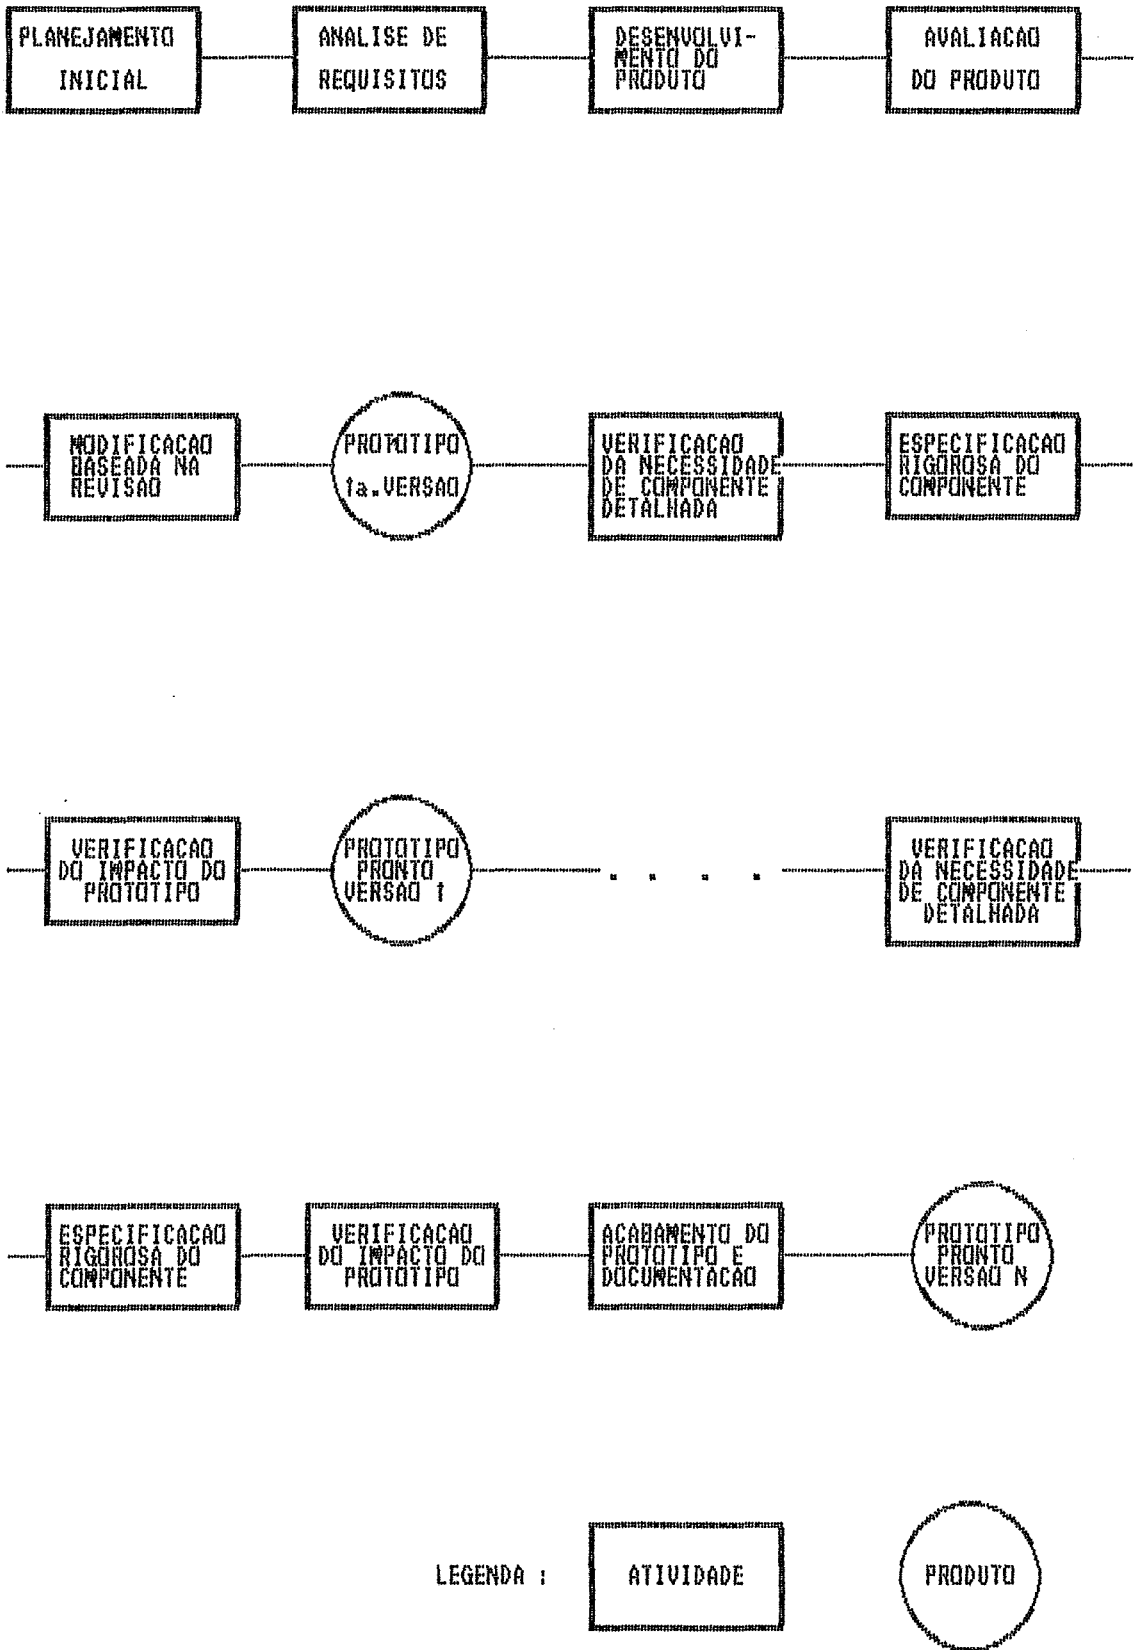 PLANEJAMENTO
INICIAL
ANALISE DE
REQUISITOS
DESENVOLVI-
MENTO DO
PRODUTO
AVALIACAO
DO PRODUTO
MODIFICACAO
BASEADA NA
REVISAO
PROTOTIPO
1a.VERSAO
VERIFICACAO
DA NECESSIDADE
DE COMPONENTE
DETALHADA
ESPECIFICACAO
RIGOROSA DO
COMPONENTE
VERIFICACAO
DO IMPACTO DO
PROTOTIPO
PROTOTIPO
PRONTO
VERSAO 1
. . . .
VERIFICACAO
DA NECESSIDADE
DE COMPONENTE
DETALHADA
ESPECIFICACAO
RIGOROSA DO
COMPONENTE
VERIFICACAO
DO IMPACTO DO
PROTOTIPO
ACABAMENTO DO
PROTOTIPO E
DOCUMENTACAO
PROTOTIPO
PRONTO
VERSAO N
LEGENDA :
ATIVIDADE
PRODUTO